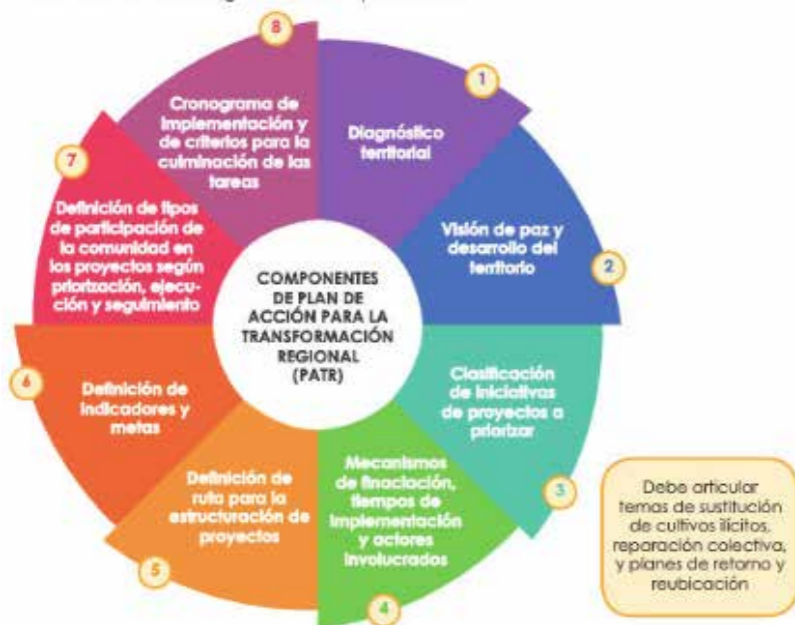 8
Cronograma de
implementación y
de criterios para la
culminación de las
tareas
1
Diagnóstico
territorial
7
Definición de tipos
de participación de
la comunidad en
los proyectos según
priorización, ejecu-
ción y seguimiento
Visión de paz y
desarrollo del
territorio
2
COMPONENTES
DE PLAN DE
ACCIÓN PARA LA
TRANSFORMACIÓN
REGIONAL
(PATR)
6
Definición de
indicadores y
metas
Clasificación
de iniciativas
de proyectos a
priorizar
3
Definición de
ruta para la
estructuración de
proyectos
5
Mecanismos
de finaciación,
tiempos de
implementación
y actores
involucrados
4
Debe articular
temas de sustitución
de cultivos ilícitos,
reparación colectiva,
y planes de retorno y
reubicación